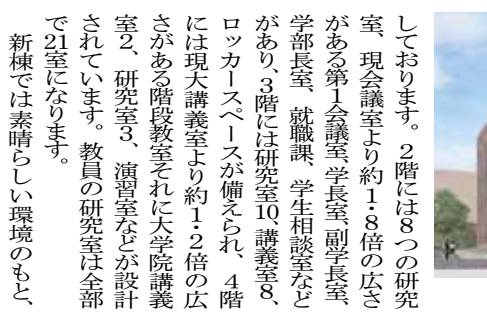 しております。2階には8つの研究
室、現会議室より約1・8倍の広さ
がある第1会議室、学長室、副学長室、
学部長室、就職課、学生相談室など
があり、3階には研究室10、講義室8、
ロッカースペースが備えられ、4階
には現大講義室より約1・2倍の広
さがある階段教室それに大学院講義
室2、研究室3、演習室などが設計
されています。教員の研究室は全部
で21室になります。
新棟では素晴らしい環境のもと、